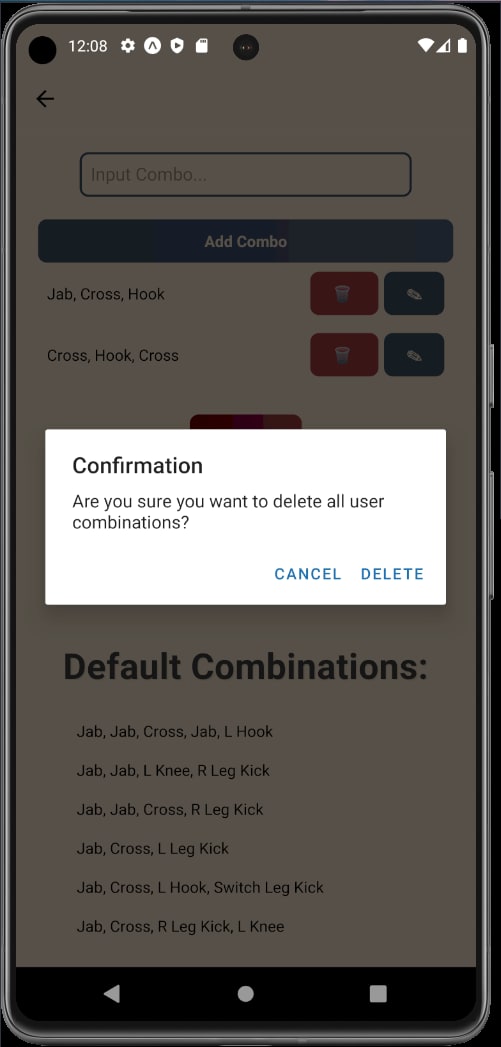 12:08
Input Combo...
Add Combo
Jab, Cross, Hook
Cross, Hook, Cross
Confirmation
Are you sure you want to delete all user
combinations?
CANCEL DELETE
Default Combinations:
Jab, Jab, Cross, Jab, L Hook
Jab, Jab, L Knee, R Leg Kick
Jab, Jab, Cross, R Leg Kick
Jab, Cross, L Leg Kick
Jab, Cross, L Hook, Switch Leg Kick
Jab, Cross, R Leg Kick, L Knee